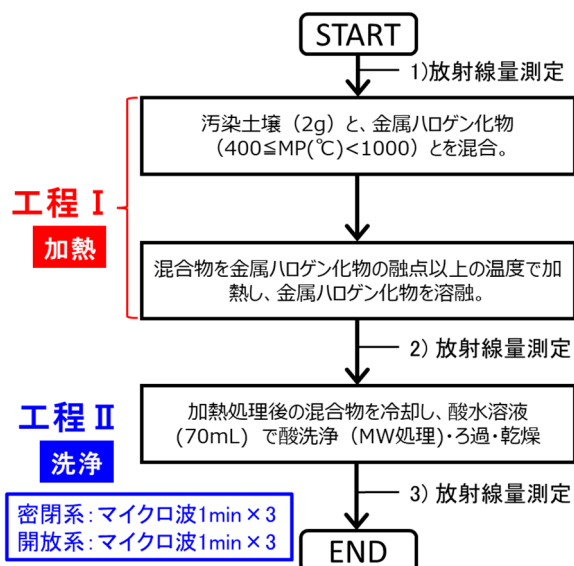 START
1)放射線量測定
汚染土壌（2g）と、金属ハロゲン化物
（400≦MP(℃)<1000）とを混合。
工程Ⅰ
加熱
混合物を金属ハロゲン化物の融点以上の温度で加
熱し、金属ハロゲン化物を溶融。
2) 放射線量測定
工程Ⅱ
洗浄
加熱処理後の混合物を冷却し、酸水溶液
(70mL) で酸洗浄（MW処理)・ろ過・乾燥
3) 放射線量測定
密閉系：マイクロ波1min×3
開放系：マイクロ波1min×3
END